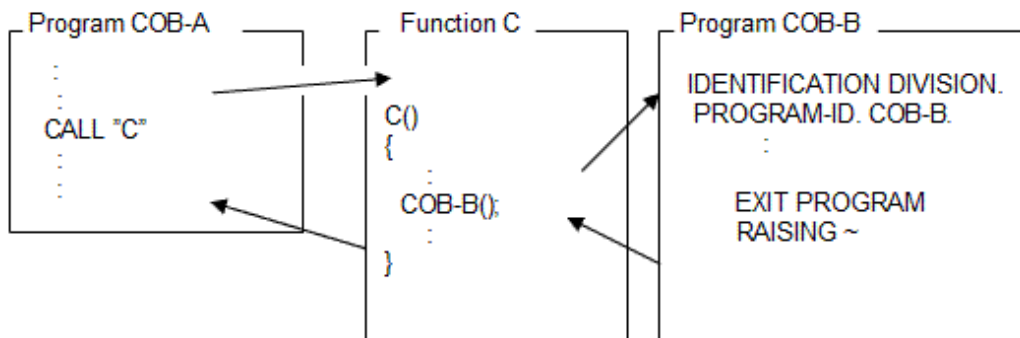 Program COB-A
:
:
CALL "C"
:
:
:
Function C
C()
{
:
COB-B();
:
}
Program COB-B
IDENTIFICATION DIVISION.
PROGRAM-ID. COB-B.
:
EXIT PROGRAM
RAISING ~